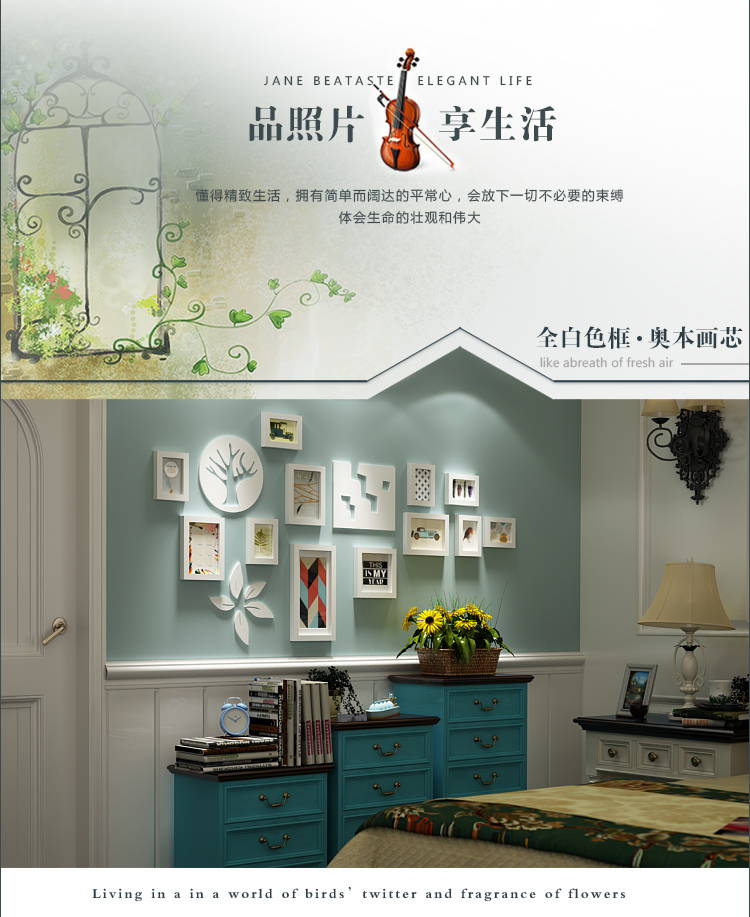 JANE BEATASTE ELEGANT LIFE
品照片 享生活
懂得精致生活，拥有简单而阔达的平常心，会放下一切不必要的束缚
体会生命的壮观和伟大
全白色框·奥本画芯
like abreath of fresh air
THIS
IS MY
YEAR
Living in a in a world of birds’ twitter and fragrance of flowers